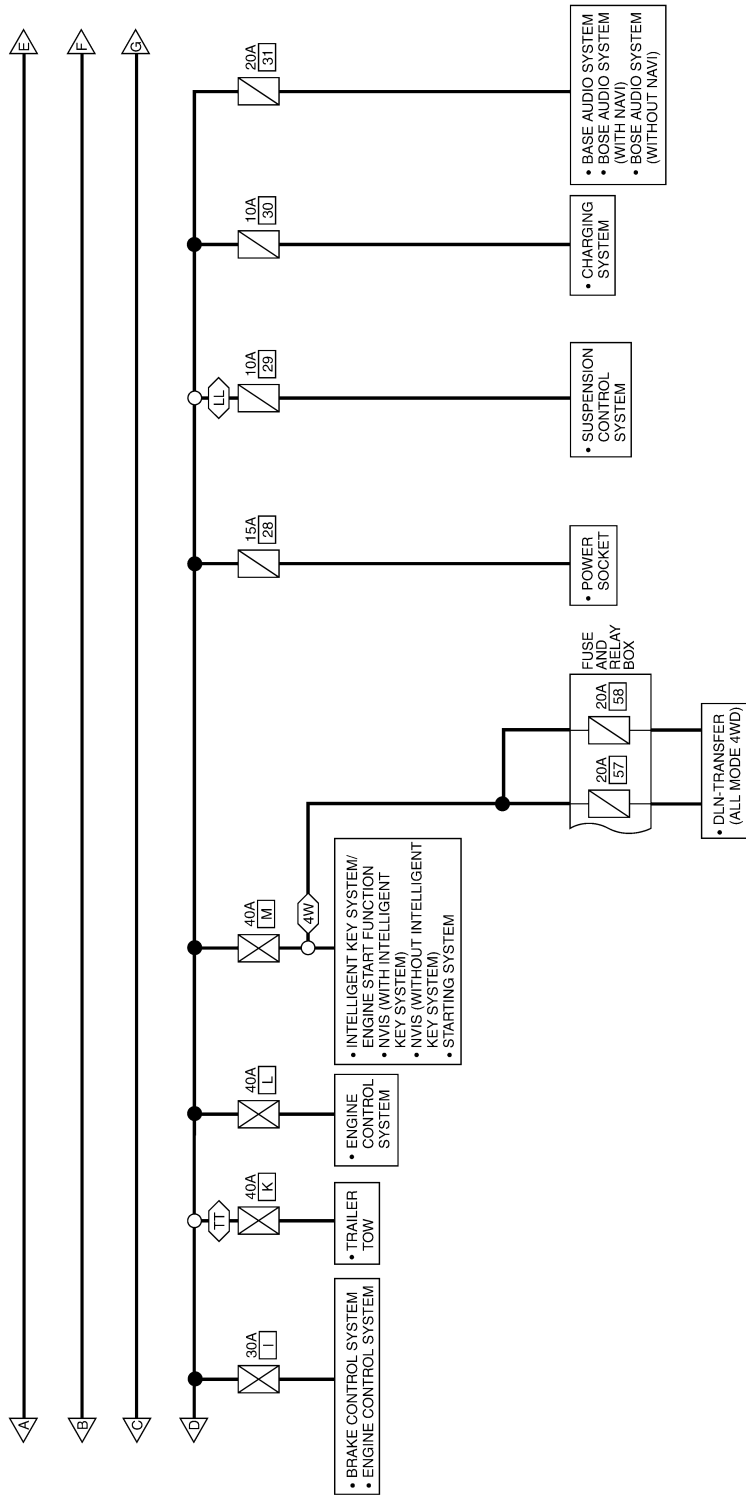 A
B
C
D
E
F
G
30A
I
40A
K
40A
L
40A
M
15A
28
10A
29
10A
30
20A
31
TT
LL
4W
• BRAKE CONTROL SYSTEM
• ENGINE CONTROL SYSTEM
• TRAILER
TOW
• ENGINE
CONTROL
SYSTEM
• INTELLIGENT KEY SYSTEM/
ENGINE START FUNCTION
• NVIS (WITH INTELLIGENT
KEY SYSTEM)
• NVIS (WITHOUT INTELLIGENT
KEY SYSTEM)
• STARTING SYSTEM
20A
57
20A
58
FUSE
AND
RELAY
BOX
• DLN-TRANSFER
(ALL MODE 4WD)
• POWER
SOCKET
• SUSPENSION
CONTROL
SYSTEM
• CHARGING
SYSTEM
• BASE AUDIO SYSTEM
• BOSE AUDIO SYSTEM
(WITH NAVI)
• BOSE AUDIO SYSTEM
(WITHOUT NAVI)